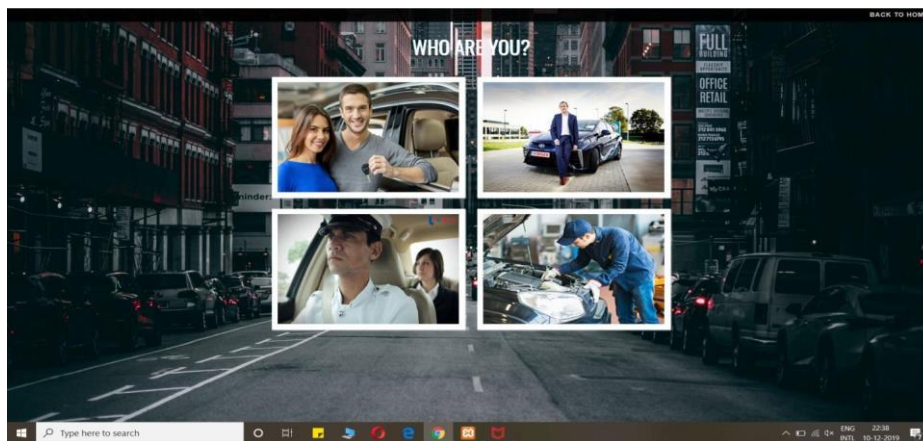 BACK TO HOM
WHO ARE YOU?
FULL
BUILDING
OFFICE
RETAIL
minder:
Type here to search
ENG
INTL
22:38
10-12-2019